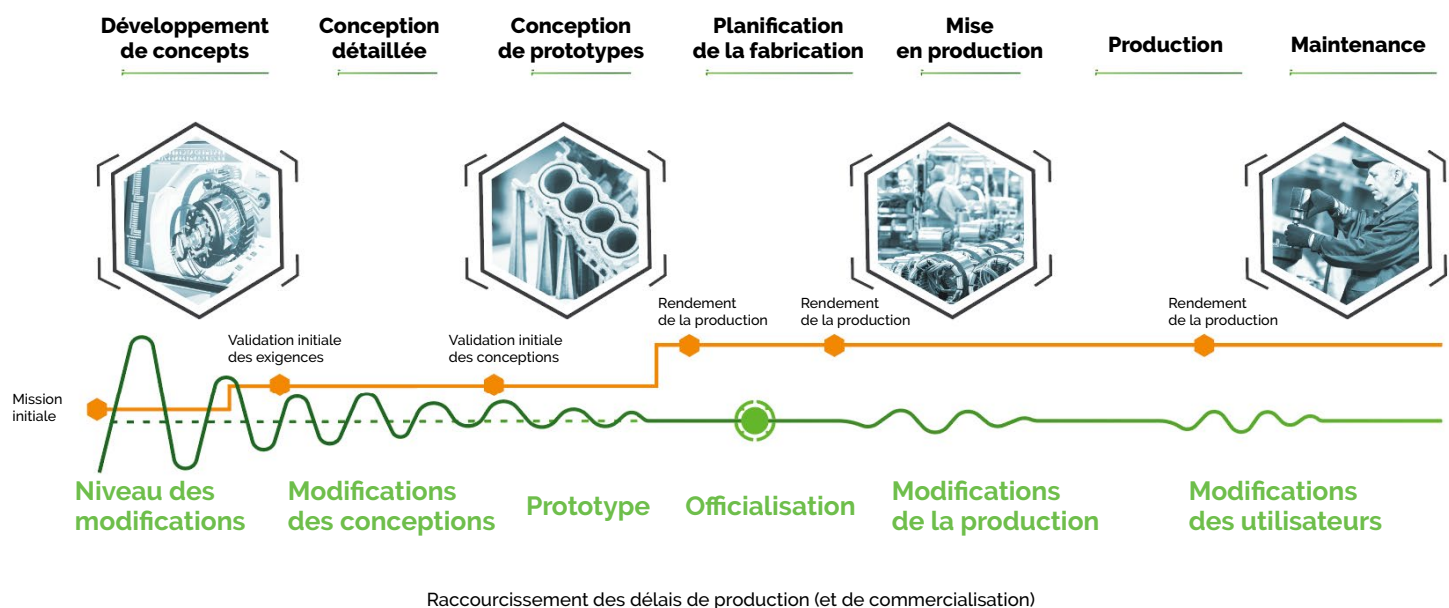 Développement
de concepts
Conception
détaillée
Conception
de prototypes
Planification
de la fabrication
Mise
en production
Production
Maintenance
Rendement
de la production
Rendement
de la production
Rendement
de la production
Validation initiale
des exigences
Validation initiale
des conceptions
Mission
initiale
Niveau des
modifications
Modifications
des conceptions
Prototype
Officialisation
Modifications
de la production
Modifications
des utilisateurs
Raccourcissement des délais de production (et de commercialisation)